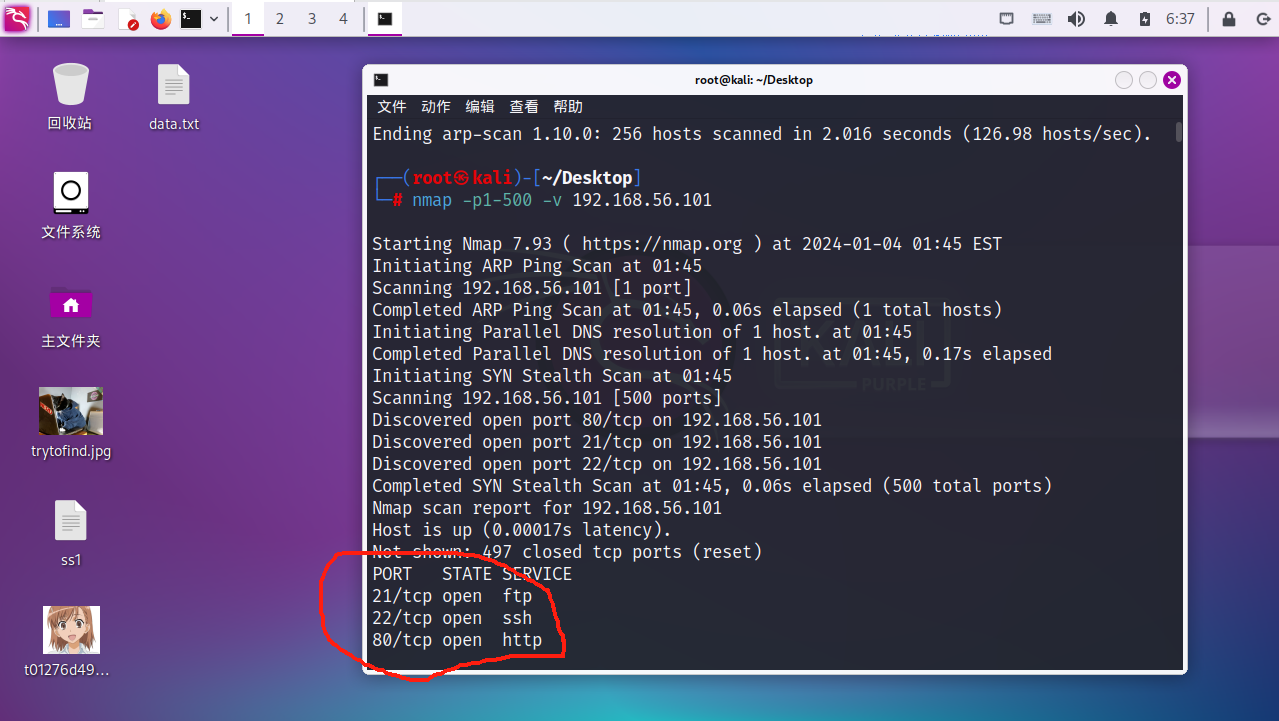 1 2 3 4
6:37
回收站
data.txt
文件系统
主文件夹
trytofind.jpg
ss1
t01276d49...
root@kali: ~/Desktop
文件 动作 编辑 查看 帮助
Ending arp-scan 1.10.0: 256 hosts scanned in 2.016 seconds (126.98 hosts/sec).
┌──(root㉿kali)-[~/Desktop]
└─# nmap -p1-500 -v 192.168.56.101
Starting Nmap 7.93 ( https://nmap.org ) at 2024-01-04 01:45 EST
Initiating ARP Ping Scan at 01:45
Scanning 192.168.56.101 [1 port]
Completed ARP Ping Scan at 01:45, 0.06s elapsed (1 total hosts)
Initiating Parallel DNS resolution of 1 host. at 01:45
Completed Parallel DNS resolution of 1 host. at 01:45, 0.17s elapsed
Initiating SYN Stealth Scan at 01:45
Scanning 192.168.56.101 [500 ports]
Discovered open port 80/tcp on 192.168.56.101
Discovered open port 21/tcp on 192.168.56.101
Discovered open port 22/tcp on 192.168.56.101
Completed SYN Stealth Scan at 01:45, 0.06s elapsed (500 total ports)
Nmap scan report for 192.168.56.101
Host is up (0.00017s latency).
Not shown: 497 closed tcp ports (reset)
PORT STATE SERVICE
21/tcp open ftp
22/tcp open ssh
80/tcp open http
PURPLE